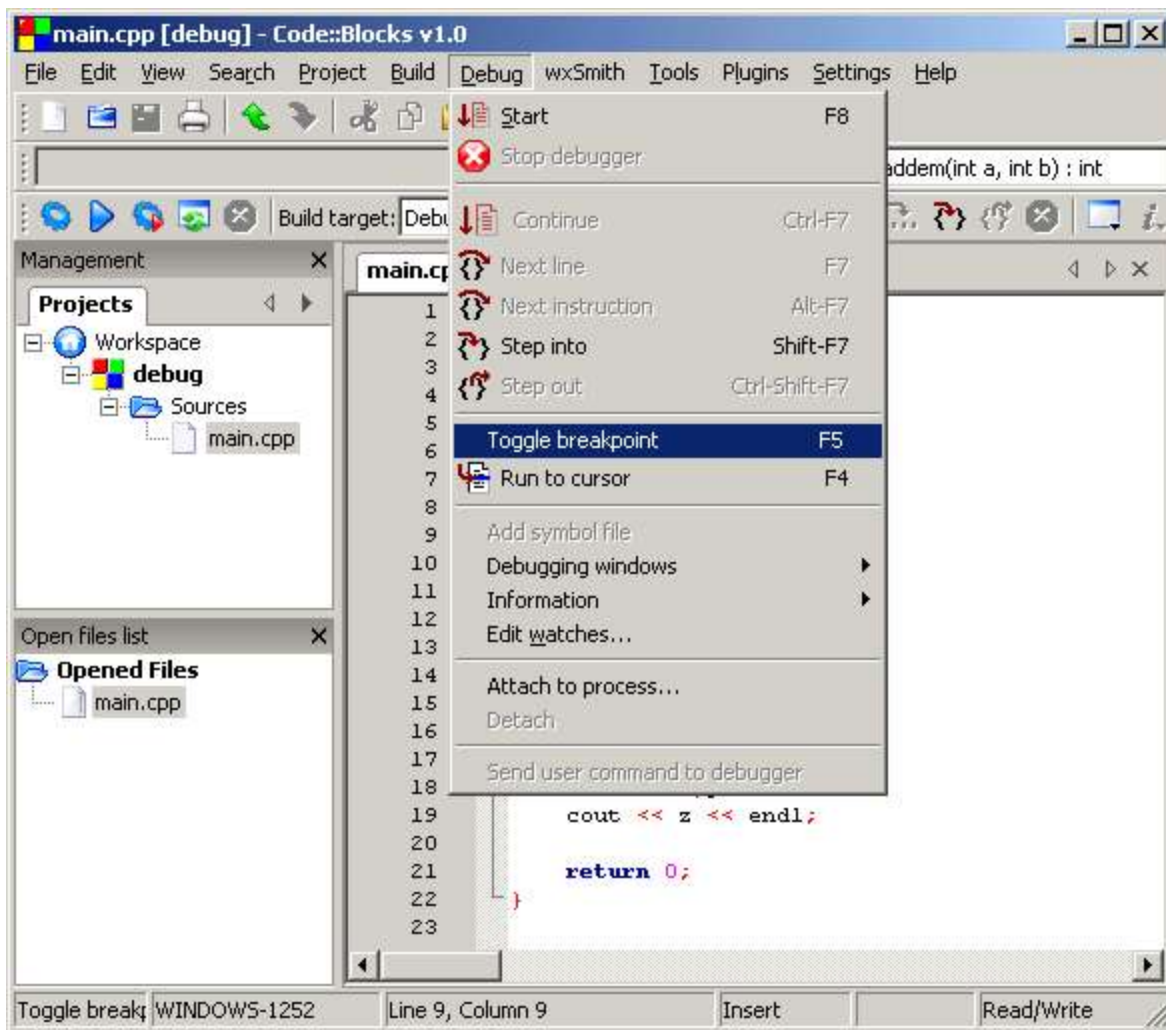 main.cpp [debug] - Code::Blocks v1.0
File Edit View Search Project Build Debug wxSmith Tools Plugins Settings Help
addem(int a, int b) : int
Build target:
Management
Projects
Workspace
debug
Sources
main.cpp
Open files list
Opened Files
main.cpp
Start F8
Stop debugger
Continue Ctrl-F7
Next line F7
Next instruction Alt-F7
Step into Shift-F7
Step out Ctrl-Shift-F7
Toggle breakpoint F5
Run to cursor F4
Add symbol file
Debugging windows
Information
Edit watches...
Attach to process...
Detach
Send user command to debugger
1
2
3
4
5
6
7
8
9
10
11
12
13
14
15
16
17
18
19 cout << z << endl;
20
21 return 0;
22 }
23
Toggle break WINDOWS-1252 Line 9, Column 9 Insert Read/Write